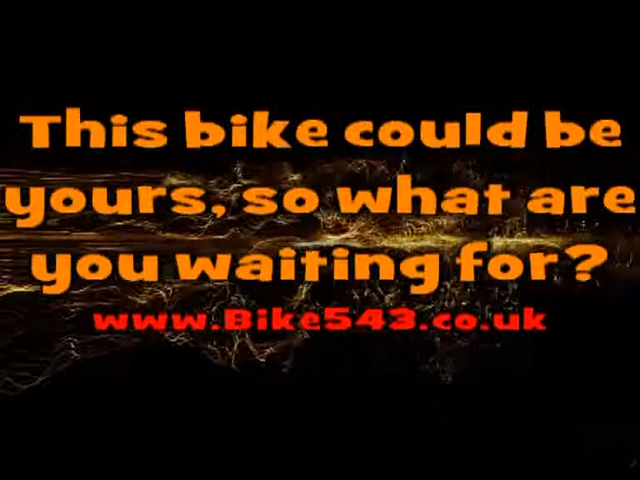 This bike could be
yours, so what are
you waiting for?
www.Bike543.co.uk